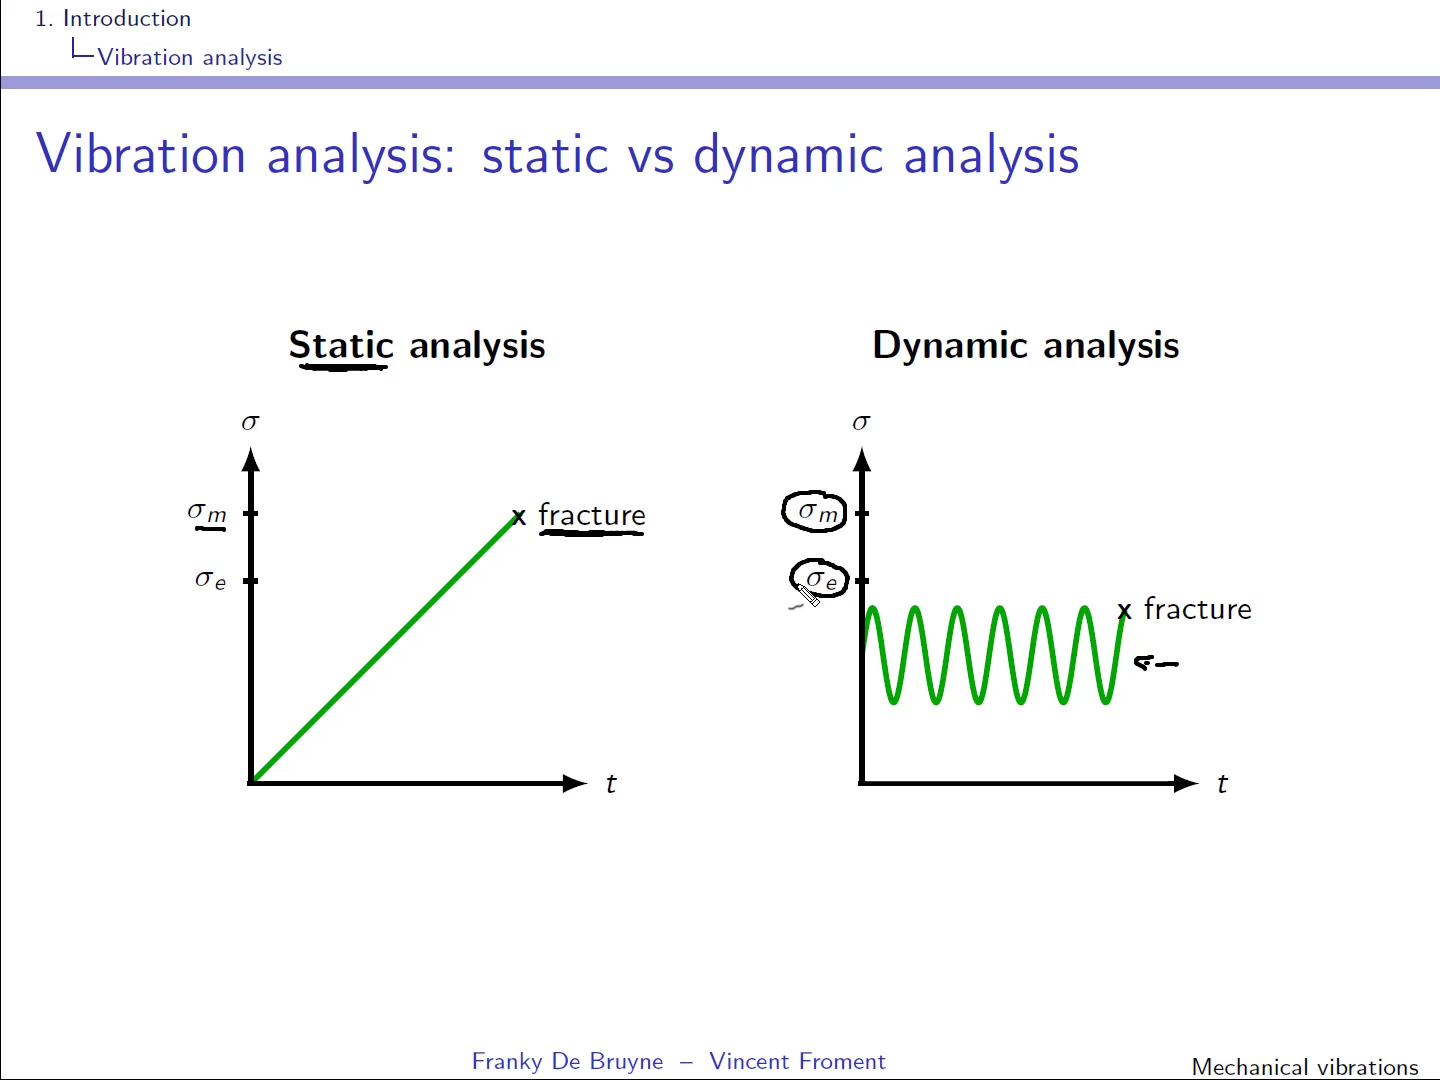 1. Introduction
Vibration analysis
Vibration analysis: static vs dynamic analysis
Static analysis
σ
σm
σe
x fracture
t
Dynamic analysis
σ
σm
σe
x fracture
t
Franky De Bruyne – Vincent Froment
Mechanical vibrations